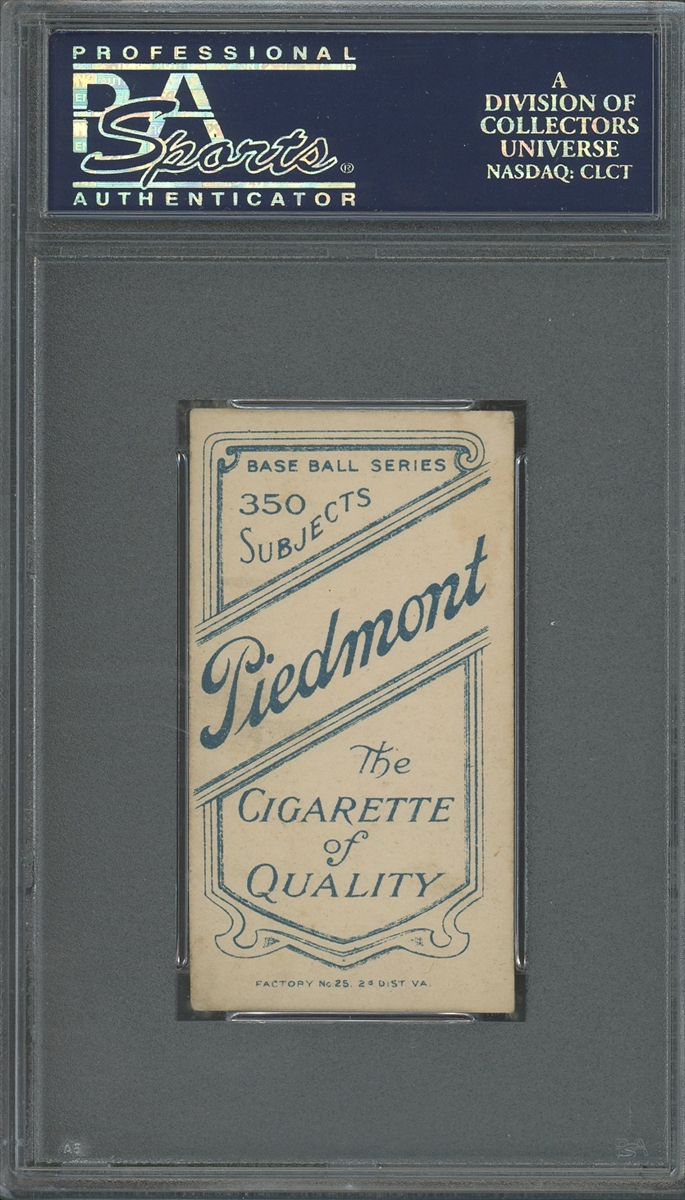 PROFESSIONAL
PSA
Sports®
AUTHENTICATOR
A
DIVISION OF
COLLECTORS
UNIVERSE
NASDAQ: CLCT
BASE BALL SERIES
350
SUBJECTS
Piedmont
The
CIGARETTE
of
QUALITY
FACTORY No 25. 2d DIST. VA.
PSA